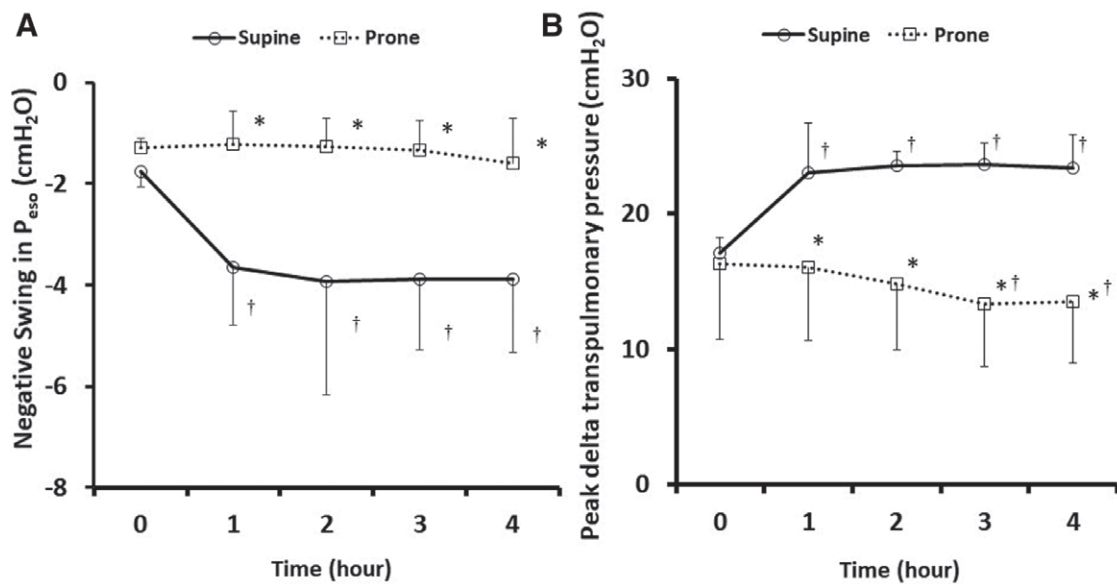 A
Supine
Prone
Negative Swing in Peso (cmH2O)
0
-2
-4
-6
-8
* * * *
† † † †
0 1 2 3 4
Time (hour)
B
Supine
Prone
Peak delta transpulmonary pressure (cmH2O)
30
20
10
0
† † † †
* * *† *†
0 1 2 3 4
Time (hour)